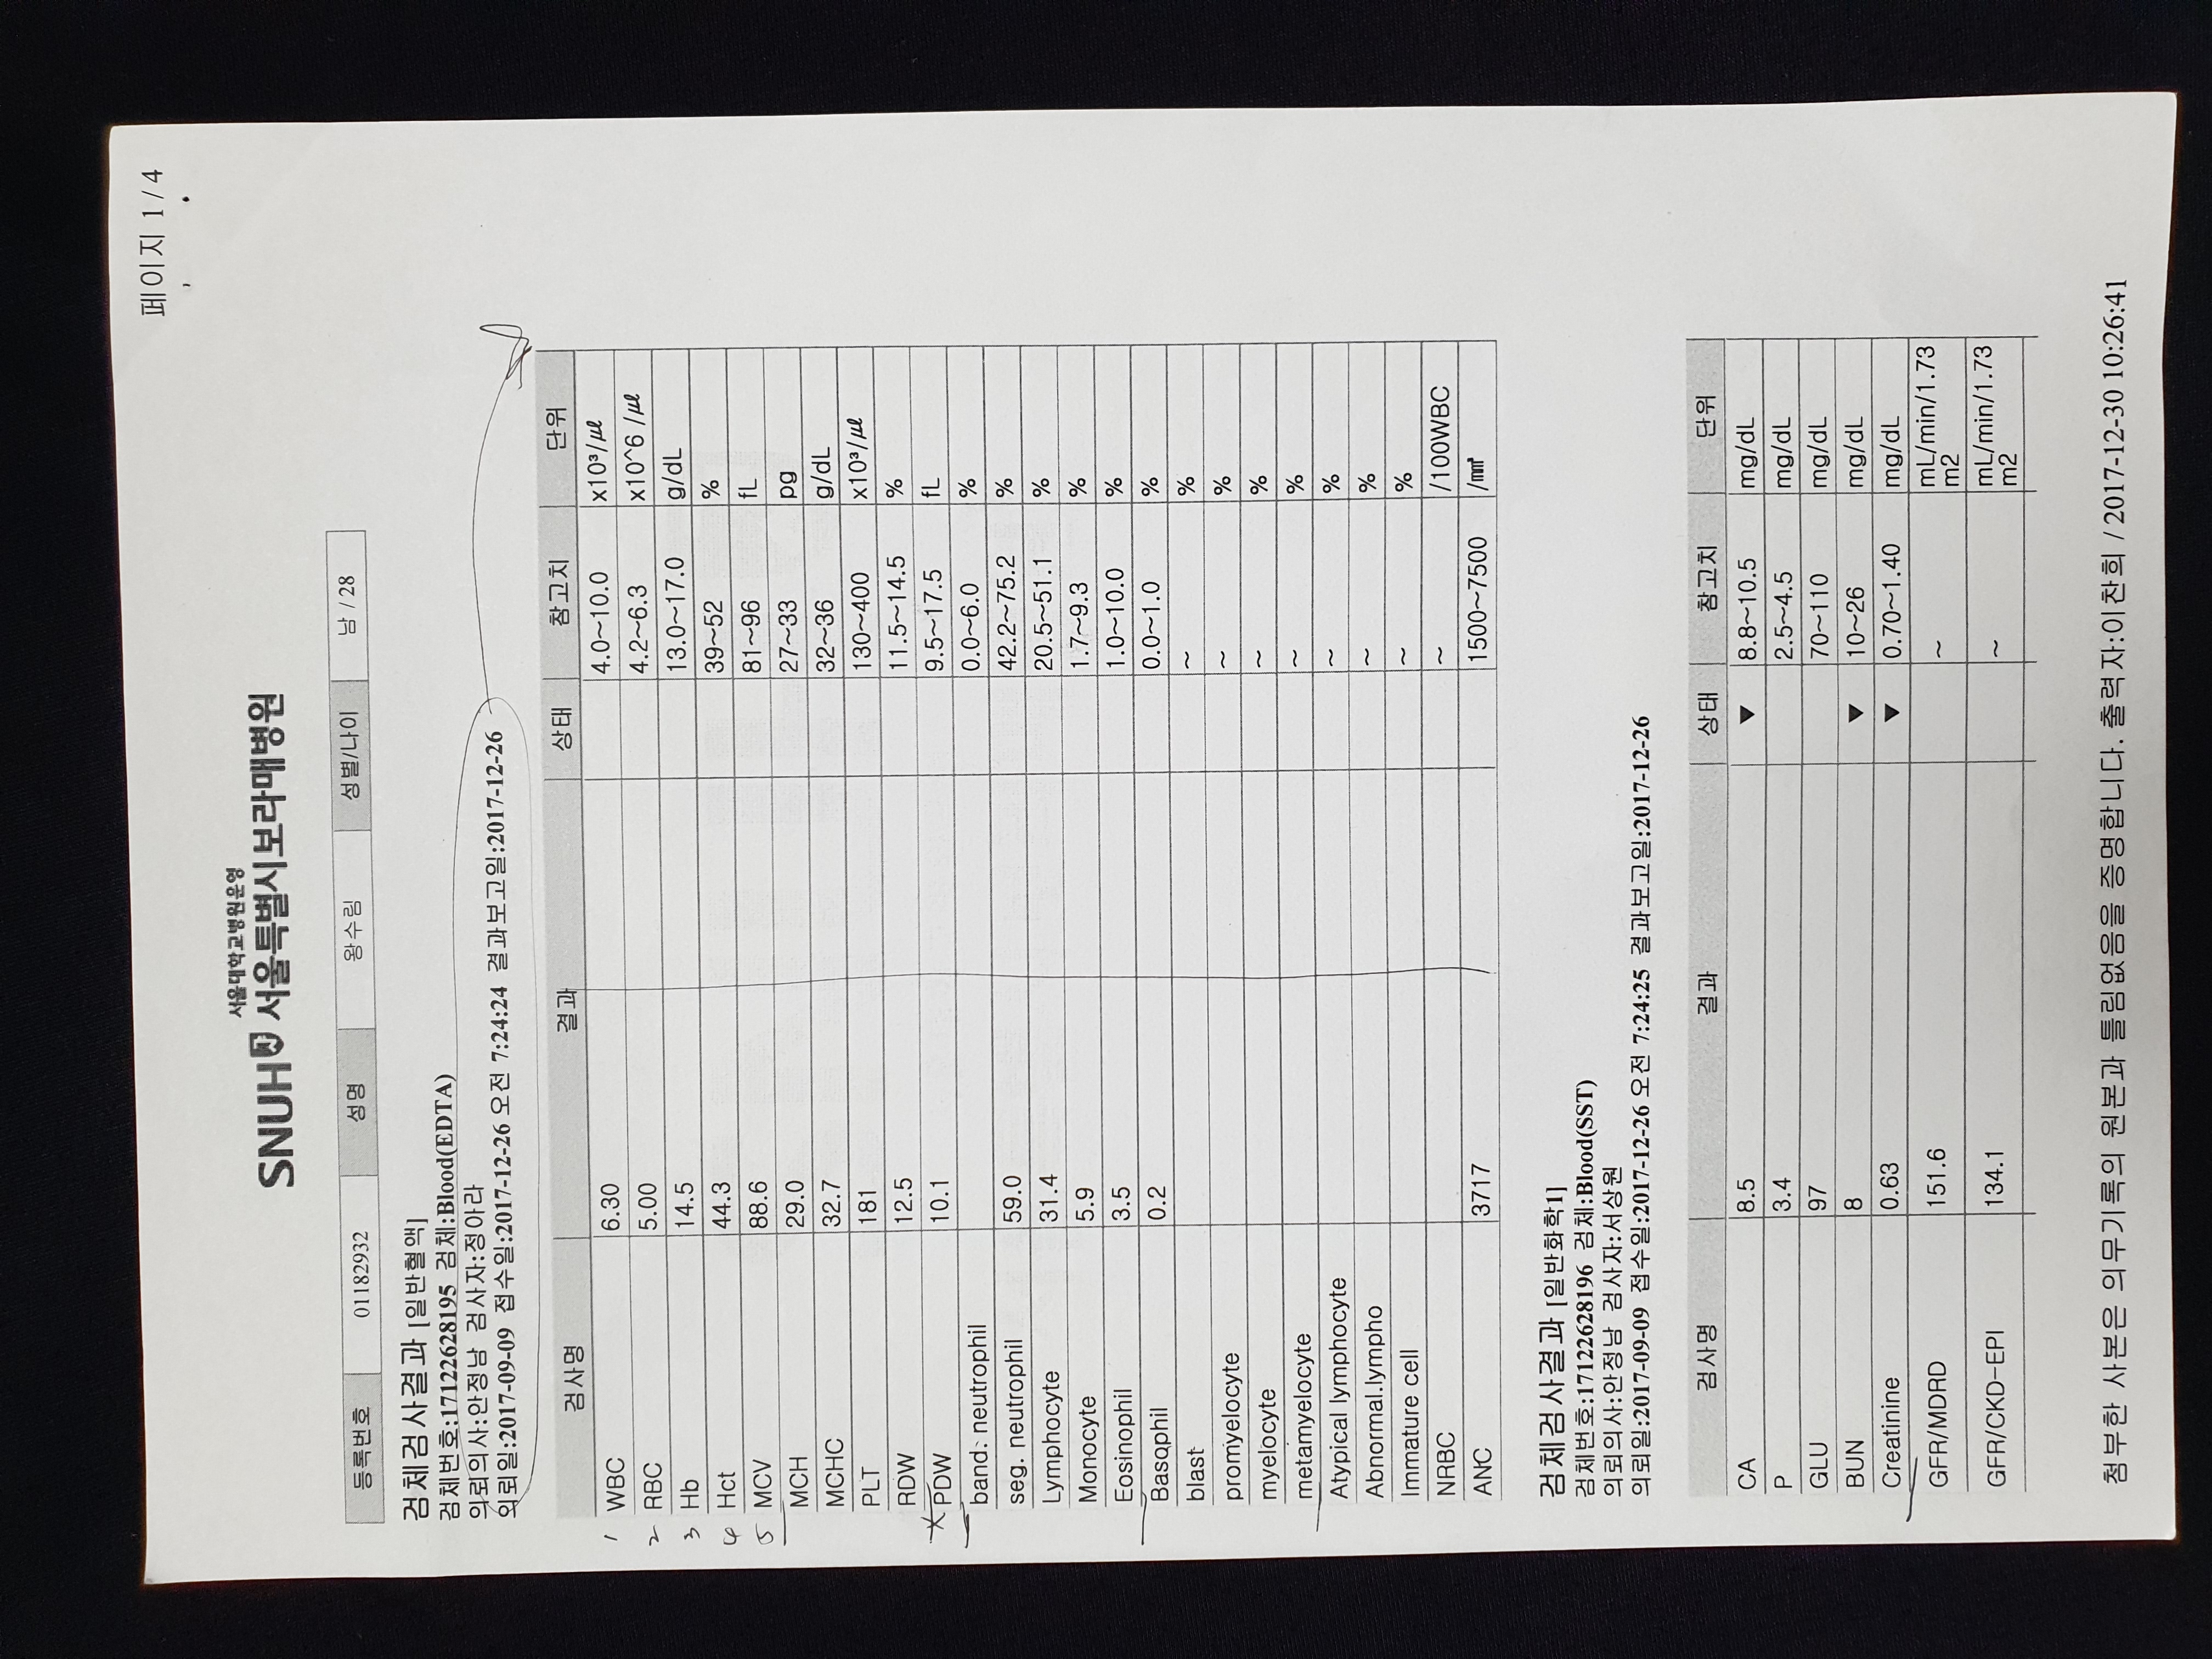 페이지 1 / 4
서울대학교병원운영
SNUH 서울특별시보라매병원
등록번호 01182932 성명 왕수림 성별/나이 남 / 28
검체검사결과 [일반혈액]
검체번호:17122628195 검체:Blood(EDTA)
의뢰의사:안정남 검사자:정아라
의뢰일:2017-09-09 접수일:2017-12-26 오전 7:24:24 결과보고일:2017-12-26
검사명 결과 상태 참고치 단위
1 WBC 6.30 4.0~10.0 x10³/㎕
2 RBC 5.00 4.2~6.3 x10^6 /㎕
3 Hb 14.5 13.0~17.0 g/dL
4 Hct 44.3 39~52 %
5 MCV 88.6 81~96 fL
MCH 29.0 27~33 pg
MCHC 32.7 32~36 g/dL
PLT 181 130~400 x10³/㎕
RDW 12.5 11.5~14.5 %
PDW 10.1 9.5~17.5 fL
band. neutrophil 0.0~6.0 %
seg. neutrophil 59.0 42.2~75.2 %
Lymphocyte 31.4 20.5~51.1 %
Monocyte 5.9 1.7~9.3 %
Eosinophil 3.5 1.0~10.0 %
Basophil 0.2 0.0~1.0 %
blast ~ %
promyelocyte ~ %
myelocyte ~ %
metamyelocyte ~ %
Atypical lymphocyte ~ %
Abnormal.lympho ~ %
Immature cell ~ %
NRBC ~ /100WBC
ANC 3717 1500~7500 /㎣
검체검사결과 [일반화학1]
검체번호:17122628196 검체:Blood(SST)
의뢰의사:안정남 검사자:서상원
의뢰일:2017-09-09 접수일:2017-12-26 오전 7:24:25 결과보고일:2017-12-26
검사명 결과 상태 참고치 단위
CA 8.5 ▼ 8.8~10.5 mg/dL
P 3.4 2.5~4.5 mg/dL
GLU 97 70~110 mg/dL
BUN 8 ▼ 10~26 mg/dL
Creatinine 0.63 ▼ 0.70~1.40 mg/dL
GFR/MDRD 151.6 ~ mL/min/1.73
m2
GFR/CKD-EPI 134.1 ~ mL/min/1.73
m2
첨부한 사본은 의무기록의 원본과 틀림없음을 증명합니다. 출력자:이찬희 / 2017-12-30 10:26:41